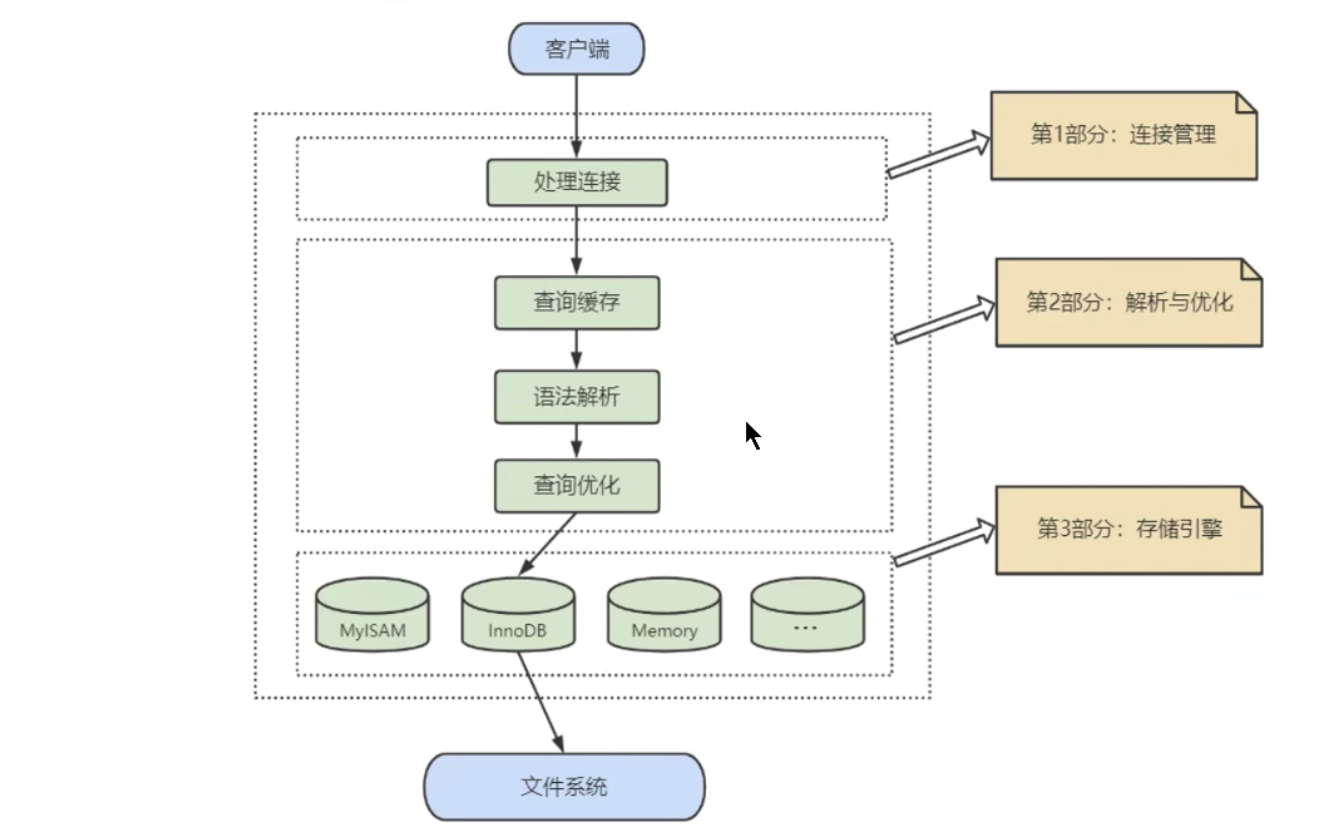 客户端
处理连接
第1部分：连接管理
查询缓存
第2部分：解析与优化
语法解析
查询优化
第3部分：存储引擎
MyISAM
InnoDB
Memory
...
文件系统